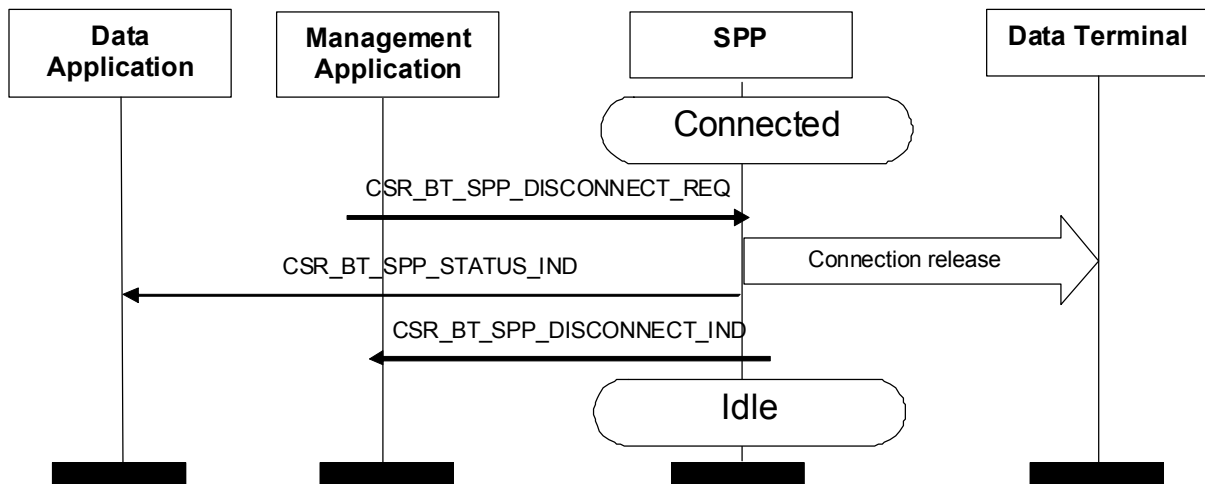 Data
Application
Management
Application
SPP
Data Terminal
Connected
CSR_BT_SPP_DISCONNECT_REQ
Connection release
CSR_BT_SPP_STATUS_IND
CSR_BT_SPP_DISCONNECT_IND
Idle